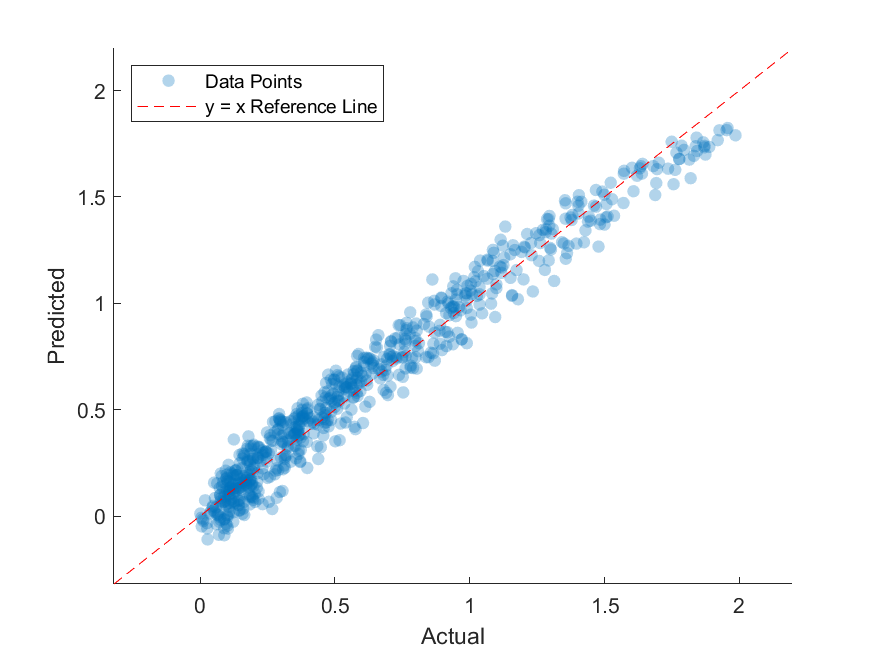 Data Points
y = x Reference Line
2
1.5
1
0.5
0
Predicted
0 0.5 1 1.5 2
Actual